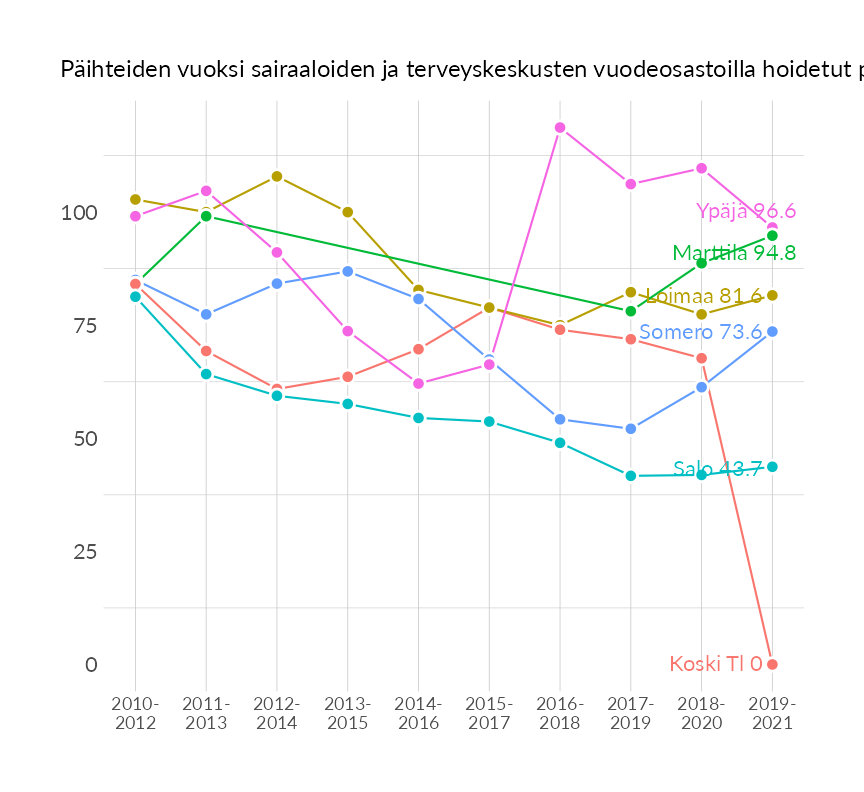 Päihteiden vuoksi sairaaloiden ja terveyskeskusten vuodeosastoilla hoidetut
100
75
50
25
0
Ypäjä 96.6
Marttila 94.8
Loimaa 81.6
Somero 73.6
Salo 43.7
Koski Tl 0
2010- 2011- 2012- 2013- 2014- 2015- 2016- 2017- 2018- 2019-
2012 2013 2014 2015 2016 2017 2018 2019 2020 2021